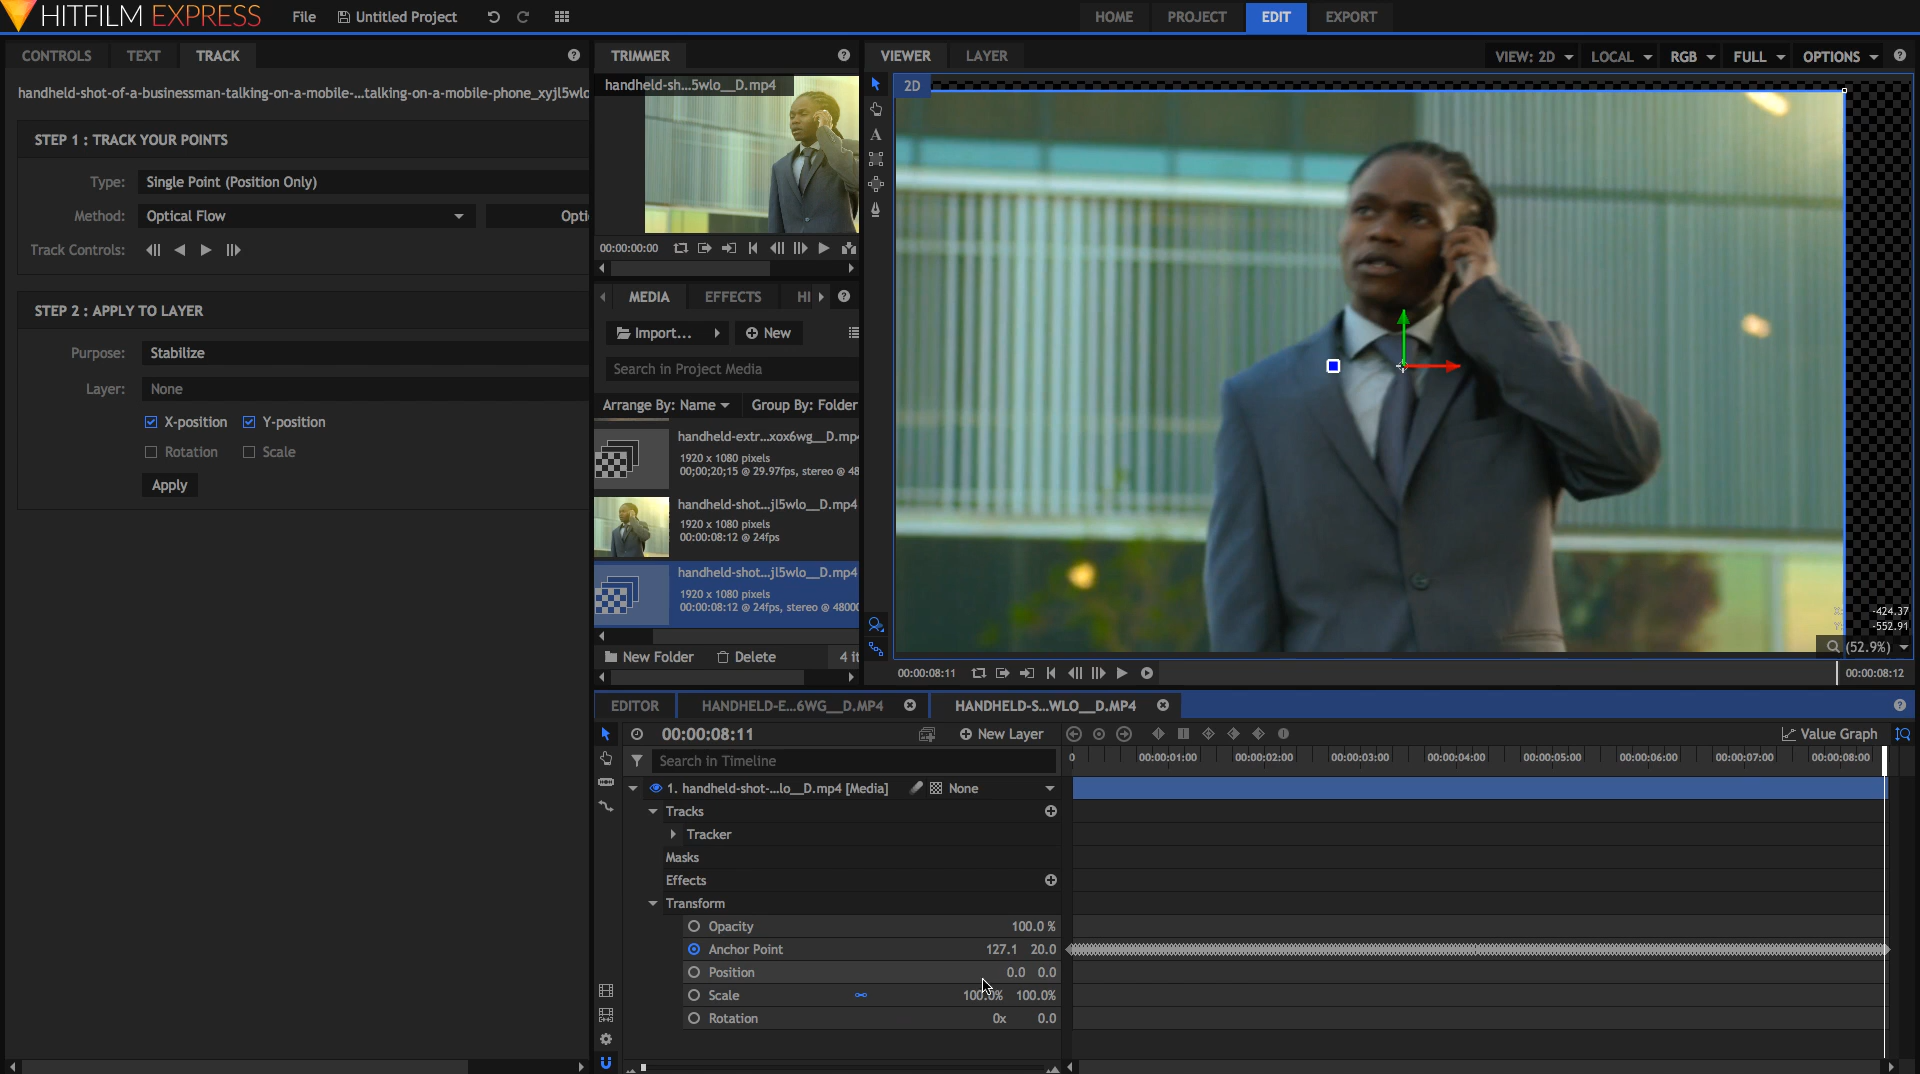 HITFILM EXPRESS
File
Untitled Project
HOME
PROJECT
EDIT
EXPORT
CONTROLS
TEXT
TRACK
handheld-shot-of-a-businessman-talking-on-a-mobile-...talking-on-a-mobile-phone_xyjl5wlo
STEP 1 : TRACK YOUR POINTS
Type: Single Point (Position Only)
Method: Optical Flow
Opti
Track Controls:
STEP 2 : APPLY TO LAYER
Purpose: Stabilize
Layer: None
X-position Y-position
Rotation Scale
Apply
TRIMMER
handheld-sh...5wlo__D.mp4
00:00:00:00
MEDIA
EFFECTS
HI
Import...
New
Search in Project Media
Arrange By: Name
Group By: Folder
handheld-extr...xox6wg__D.mp4
1920 x 1080 pixels
00;00;20;15 @ 29.97fps, stereo @ 48
handheld-shot...jl5wlo__D.mp4
1920 x 1080 pixels
00:00:08:12 @ 24fps
handheld-shot...jl5wlo__D.mp4
1920 x 1080 pixels
00:00:08:12 @ 24fps, stereo @ 48000
New Folder
Delete
4 it
VIEWER
LAYER
VIEW: 2D
LOCAL
RGB
FULL
OPTIONS
2D
A
X: -424.37
Y: -552.91
(52.9%)
00:00:08:11
00:00:08:12
EDITOR
HANDHELD-E...6WG__D.MP4
HANDHELD-S...WLO__D.MP4
00:00:08:11
New Layer
Value Graph
Search in Timeline
0 00:00:01:00 00:00:02:00 00:00:03:00 00:00:04:00 00:00:05:00 00:00:06:00 00:00:07:00 00:00:08:00
1. handheld-shot-...lo__D.mp4 [Media]
None
Tracks
Tracker
Masks
Effects
Transform
Opacity 100.0 %
Anchor Point 127.1 20.0
Position 0.0 0.0
Scale 100.0% 100.0%
Rotation 0x 0.0